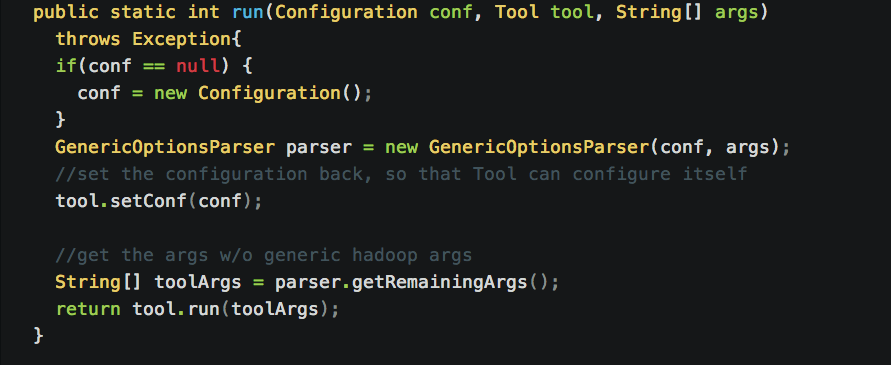 public static int run(Configuration conf, Tool tool, String[] args)
  throws Exception{
  if(conf == null) {
    conf = new Configuration();
  }
  GenericOptionsParser parser = new GenericOptionsParser(conf, args);
  //set the configuration back, so that Tool can configure itself
  tool.setConf(conf);

  //get the args w/o generic hadoop args
  String[] toolArgs = parser.getRemainingArgs();
  return tool.run(toolArgs);
}